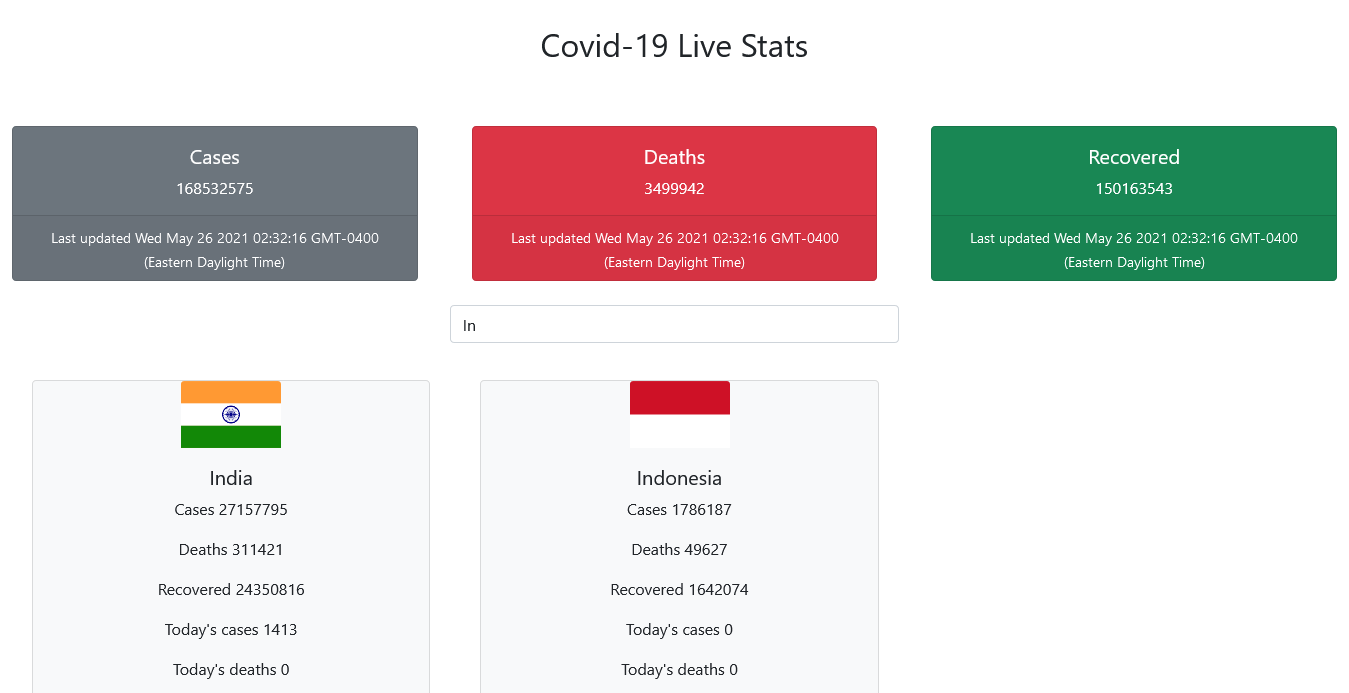 Covid-19 Live Stats
Cases
168532575
Last updated Wed May 26 2021 02:32:16 GMT-0400
(Eastern Daylight Time)
Deaths
3499942
Last updated Wed May 26 2021 02:32:16 GMT-0400
(Eastern Daylight Time)
Recovered
150163543
Last updated Wed May 26 2021 02:32:16 GMT-0400
(Eastern Daylight Time)
In
India
Cases 27157795
Deaths 311421
Recovered 24350816
Today's cases 1413
Today's deaths 0
Indonesia
Cases 1786187
Deaths 49627
Recovered 1642074
Today's cases 0
Today's deaths 0